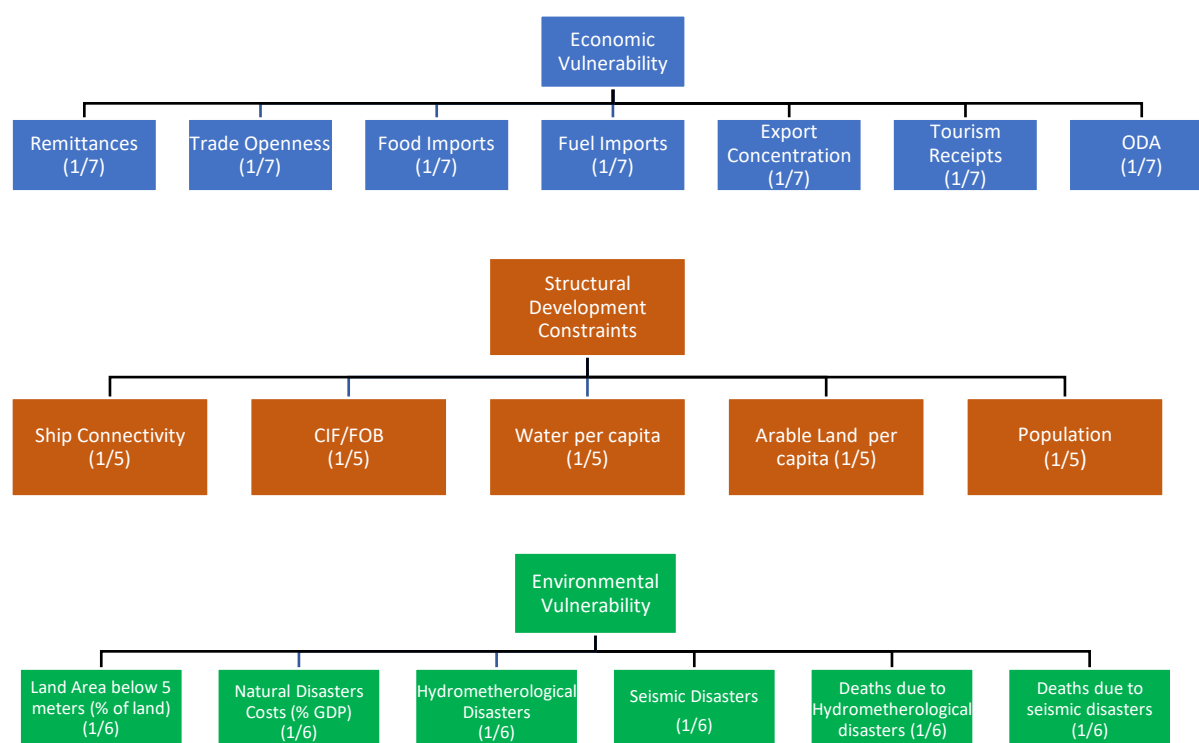 Economic
Vulnerability
Remittances
(1/7)
Trade Openness
(1/7)
Food Imports
(1/7)
Fuel Imports
(1/7)
Export
Concentration
(1/7)
Tourism
Receipts
(1/7)
ODA
(1/7)
Structural
Development
Constraints
Ship Connectivity
(1/5)
CIF/FOB
(1/5)
Water per capita
(1/5)
Arable Land per
capita (1/5)
Population
(1/5)
Environmental
Vulnerability
Land Area below 5
meters (% of land)
(1/6)
Natural Disasters
Costs (% GDP)
(1/6)
Hydrometherological
Disasters
(1/6)
Seismic Disasters
(1/6)
Deaths due to
Hydrometherological
disasters (1/6)
Deaths due to
seismic disasters
(1/6)